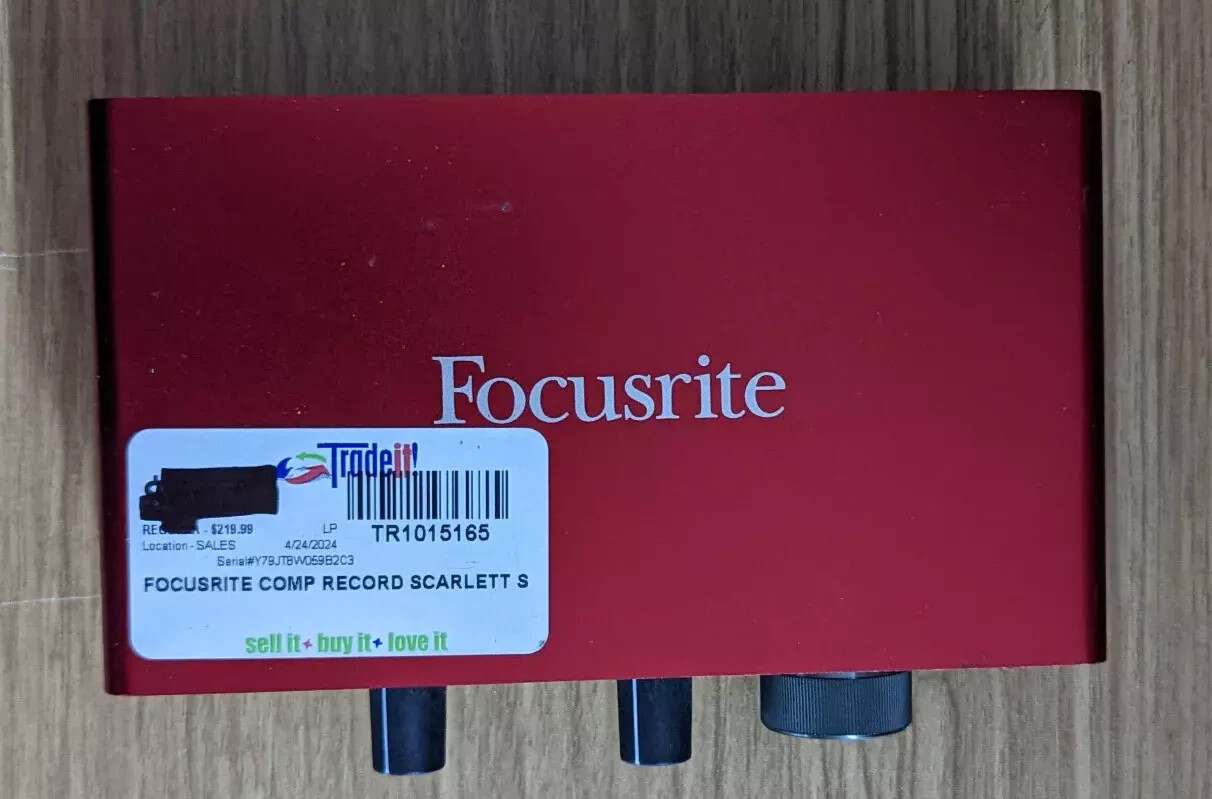 Focusrite
Tradeit!
- $219.99 LP
TR1015165
Location - SALES 4/24/2024
Serial#Y79JTBW059B2C3
FOCUSRITE COMP RECORD SCARLETT S
sell it + buy it + love it